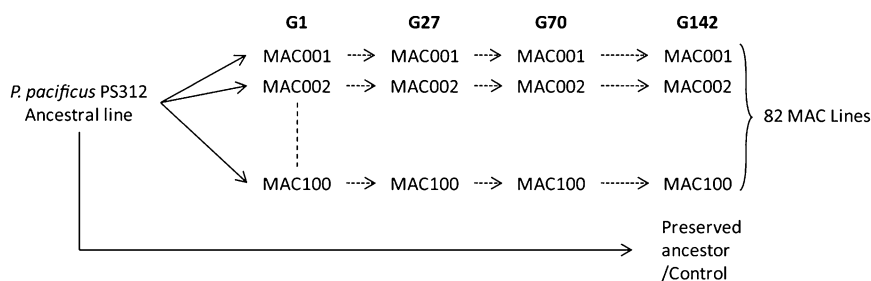 G1 G27 G70 G142
MAC001 MAC001 MAC001 MAC001
P. pacificus PS312
MAC002 MAC002 MAC002 MAC002
Ancestral line
82 MAC Lines
MAC100 MAC100 MAC100 MAC100
Preserved
ancestor
/Control